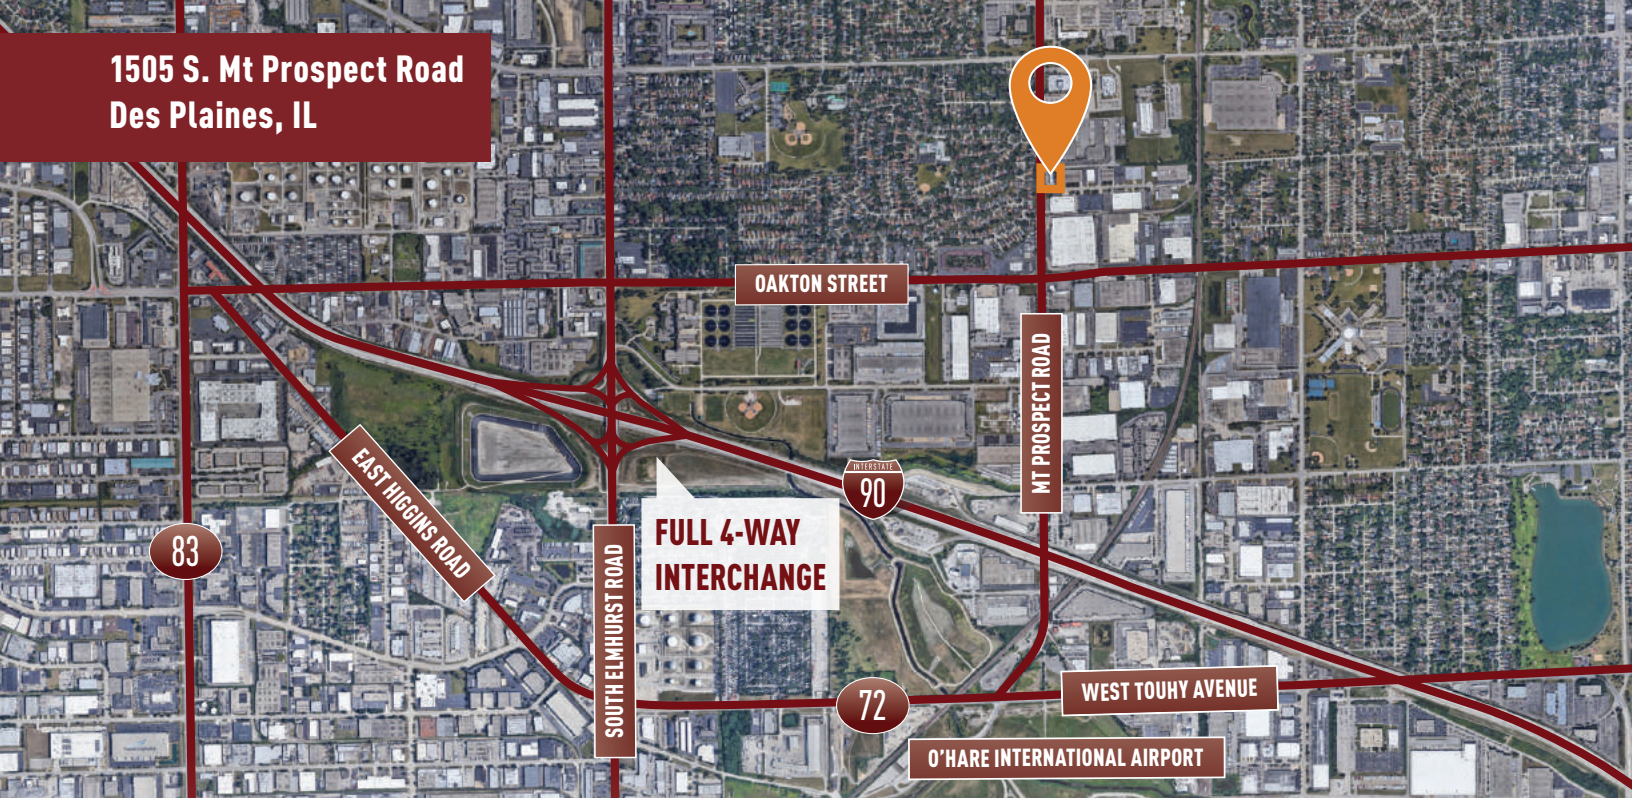 1505 S. Mt Prospect Road
Des Plaines, IL
OAKTON STREET
MT PROSPECT ROAD
EAST HIGGINS ROAD
INTERSTATE
90
83
FULL 4-WAY
INTERCHANGE
SOUTH ELMHURST ROAD
72
WEST TOUHY AVENUE
O'HARE INTERNATIONAL AIRPORT